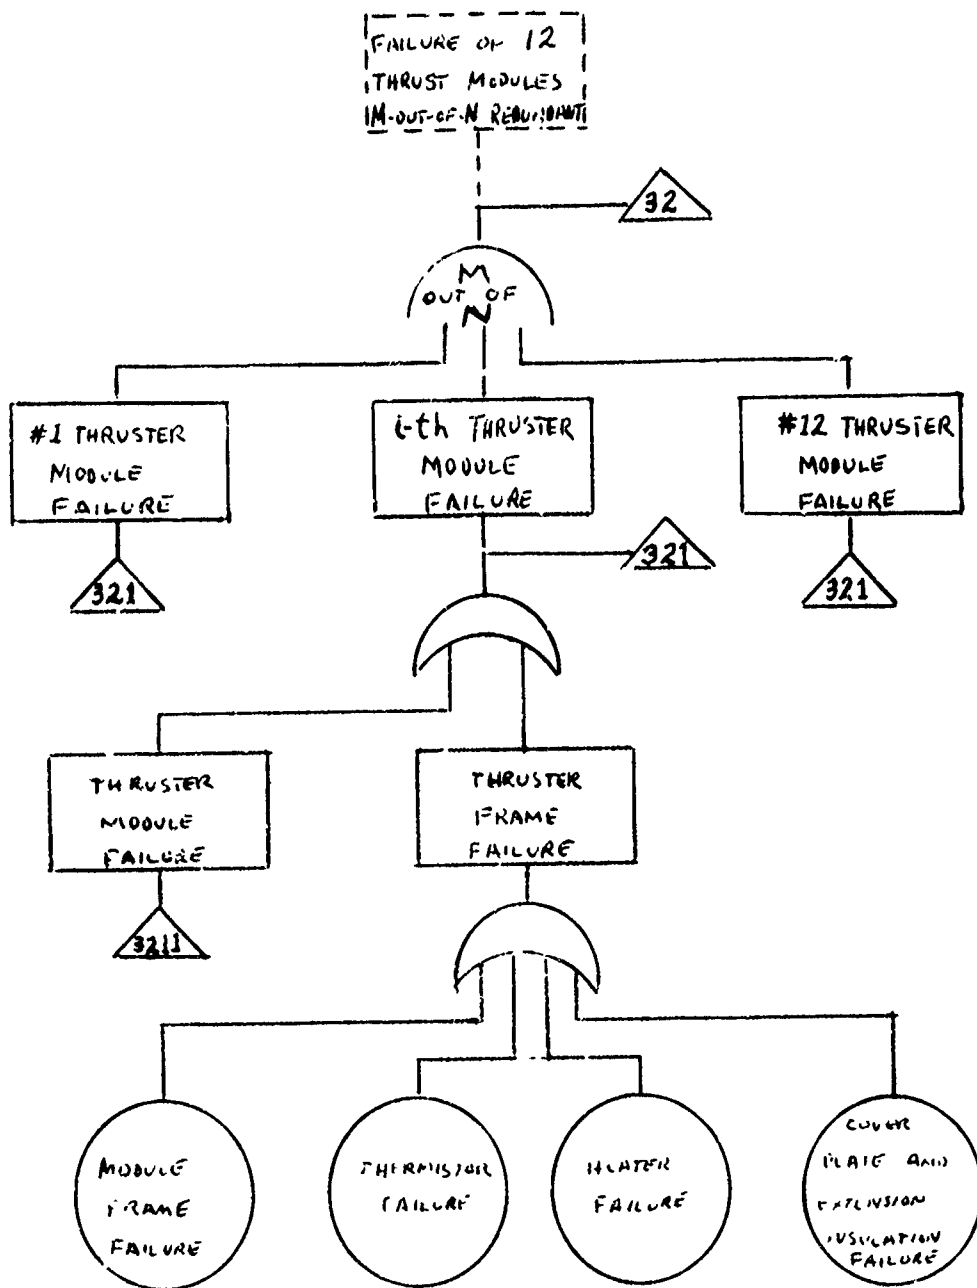 FAILURE OF 12
THRUST MODULES
M-OUT-OF-N REDUNDANT
32
M
OUT OF
N
#1 THRUSTER
MODULE
FAILURE
i-th THRUSTER
MODULE
FAILURE
#12 THRUSTER
MODULE
FAILURE
321
321
321
THRUSTER
MODULE
FAILURE
THRUSTER
FRAME
FAILURE
3211
MODULE
FRAME
FAILURE
THERMISTOR
FAILURE
HEATER
FAILURE
COVER
PLATE AND
EXTENSION
INSULATION
FAILURE